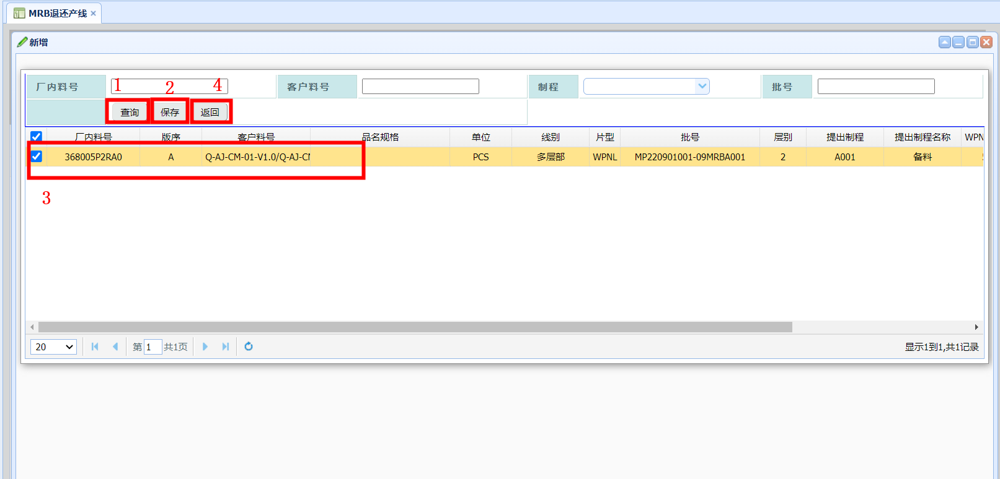 MRB退还产线
新增
厂内料号 1 2 4 客户料号 制程 批号
查询 保存 返回
厂内料号 版序 客户料号 品名规格 单位 线别 片型 批号 层别 提出制程 提出制程名称 WPN
368005P2RA0 A Q-AJ-CM-01-V1.0/Q-AJ-C PCS 多层部 WPNL MP220901001-09MRBA001 2 A001 备料
3
20 第 1 共1页 显示1到1,共1记录